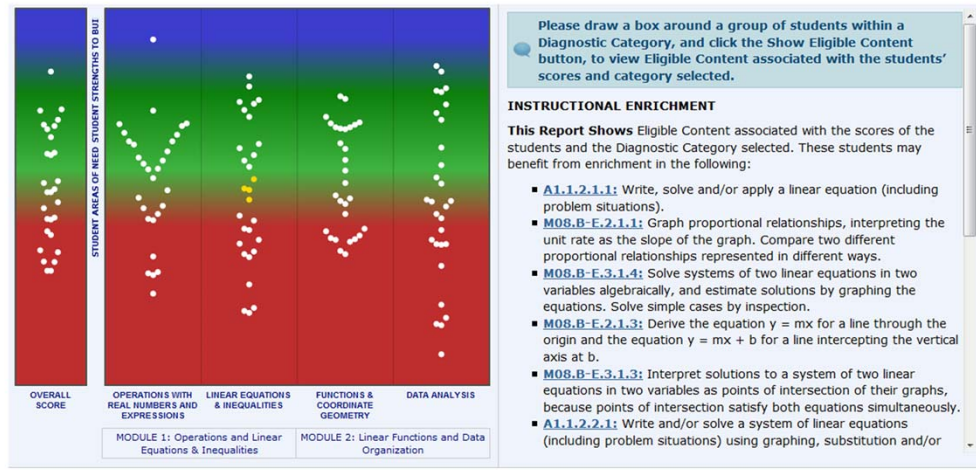 STUDENT AREAS OF NEED STUDENT STRENGTHS TO BUI
OVERALL
SCORE
OPERATIONS WITH
REAL NUMBERS AND
EXPRESSIONS
LINEAR EQUATIONS
& INEQUALITIES
FUNCTIONS &
COORDINATE
GEOMETRY
DATA ANALYSIS
MODULE 1: Operations and Linear
Equations & Inequalities
MODULE 2: Linear Functions and Data
Organization
Please draw a box around a group of students within a
Diagnostic Category, and click the Show Eligible Content
button, to view Eligible Content associated with the students'
scores and category selected.
INSTRUCTIONAL ENRICHMENT
This Report Shows Eligible Content associated with the scores of the
students and the Diagnostic Category selected. These students may
benefit from enrichment in the following:
A1.1.2.1.1: Write, solve and/or apply a linear equation (including
problem situations).
M08.B-E.2.1.1: Graph proportional relationships, interpreting the
unit rate as the slope of the graph. Compare two different
proportional relationships represented in different ways.
M08.B-E.3.1.4: Solve systems of two linear equations in two
variables algebraically, and estimate solutions by graphing the
equations. Solve simple cases by inspection.
M08.B-E.2.1.3: Derive the equation y = mx for a line through the
origin and the equation y = mx + b for a line intercepting the vertical
axis at b.
M08.B-E.3.1.3: Interpret solutions to a system of two linear
equations in two variables as points of intersection of their graphs,
because points of intersection satisfy both equations simultaneously.
A1.1.2.2.1: Write and/or solve a system of linear equations
(including problem situations) using graphing, substitution and/or